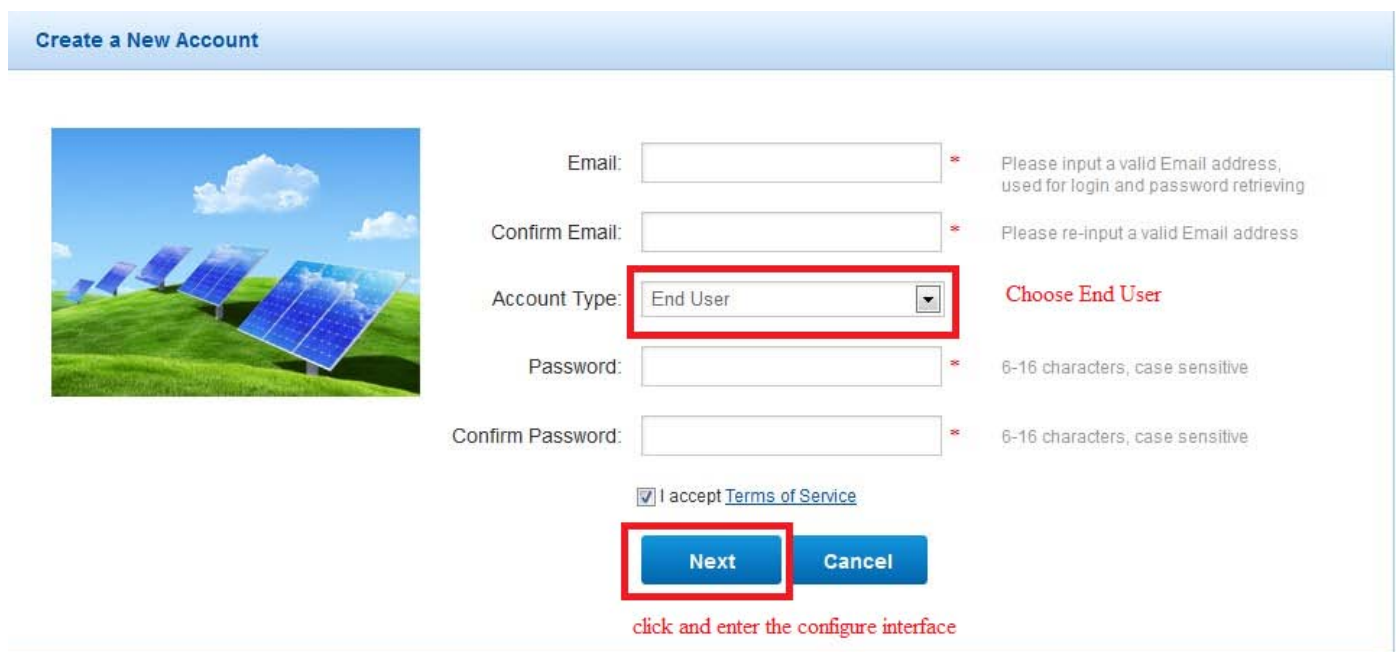 Create a New Account
Email: * Please input a valid Email address,
used for login and password retrieving
Confirm Email: * Please re-input a valid Email address
Account Type: End User Choose End User
Password: * 6-16 characters, case sensitive
Confirm Password: * 6-16 characters, case sensitive
I accept Terms of Service
Next Cancel
click and enter the configure interface